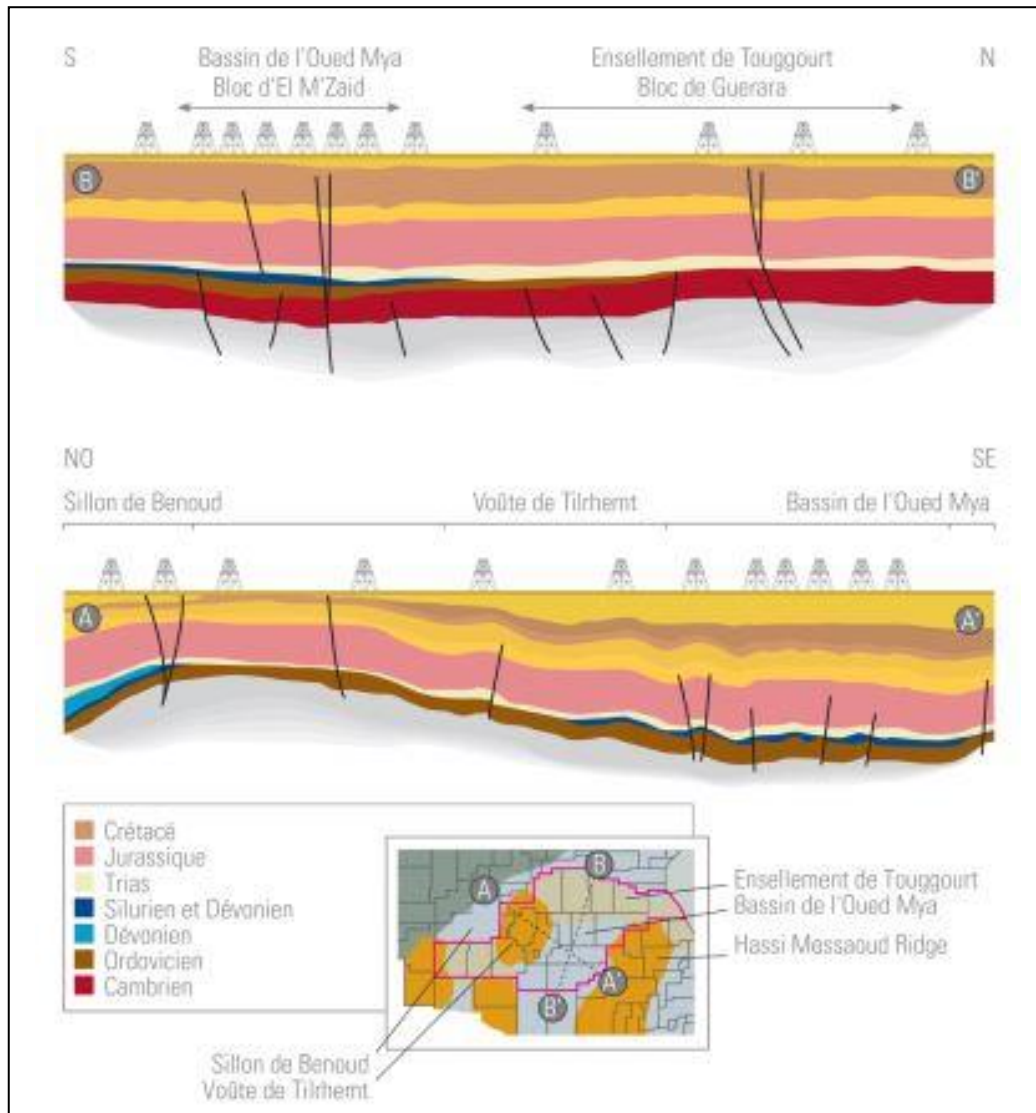 S
Bassin de l'Oued Mya
Bloc d'El M'Zaid
Ensellement de Touggourt
Bloc de Guerara
N
B
B'
NO
SE
Sillon de Benoud
Voûte de Tilrhemt
Bassin de l'Oued Mya
A
A'
Crétacé
Jurassique
Trias
Silurien et Dévonien
Dévonien
Ordovicien
Cambrien
B
A
A'
B'
Ensellement de Touggourt
Bassin de l'Oued Mya
Hassi Messaoud Ridge
Sillon de Benoud
Voûte de Tilrhemt